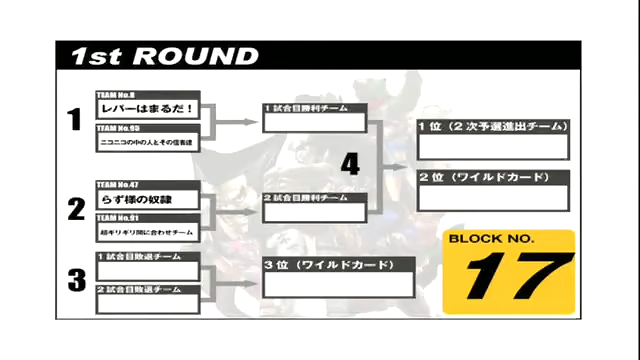 1st ROUND
1
TEAM No.8
レバーはまるだ！
TEAM No.93
ニコニコの中の人とその信者達
1試合目勝利チーム
2
TEAM No.47
らず様の奴隷
TEAM No.91
超ギリギリ間に合わせチーム
2試合目勝利チーム
3
1試合目敗退チーム
2試合目敗退チーム
3位（ワイルドカード）
4
1位（2次予選進出チーム）
2位（ワイルドカード）
BLOCK NO.
17